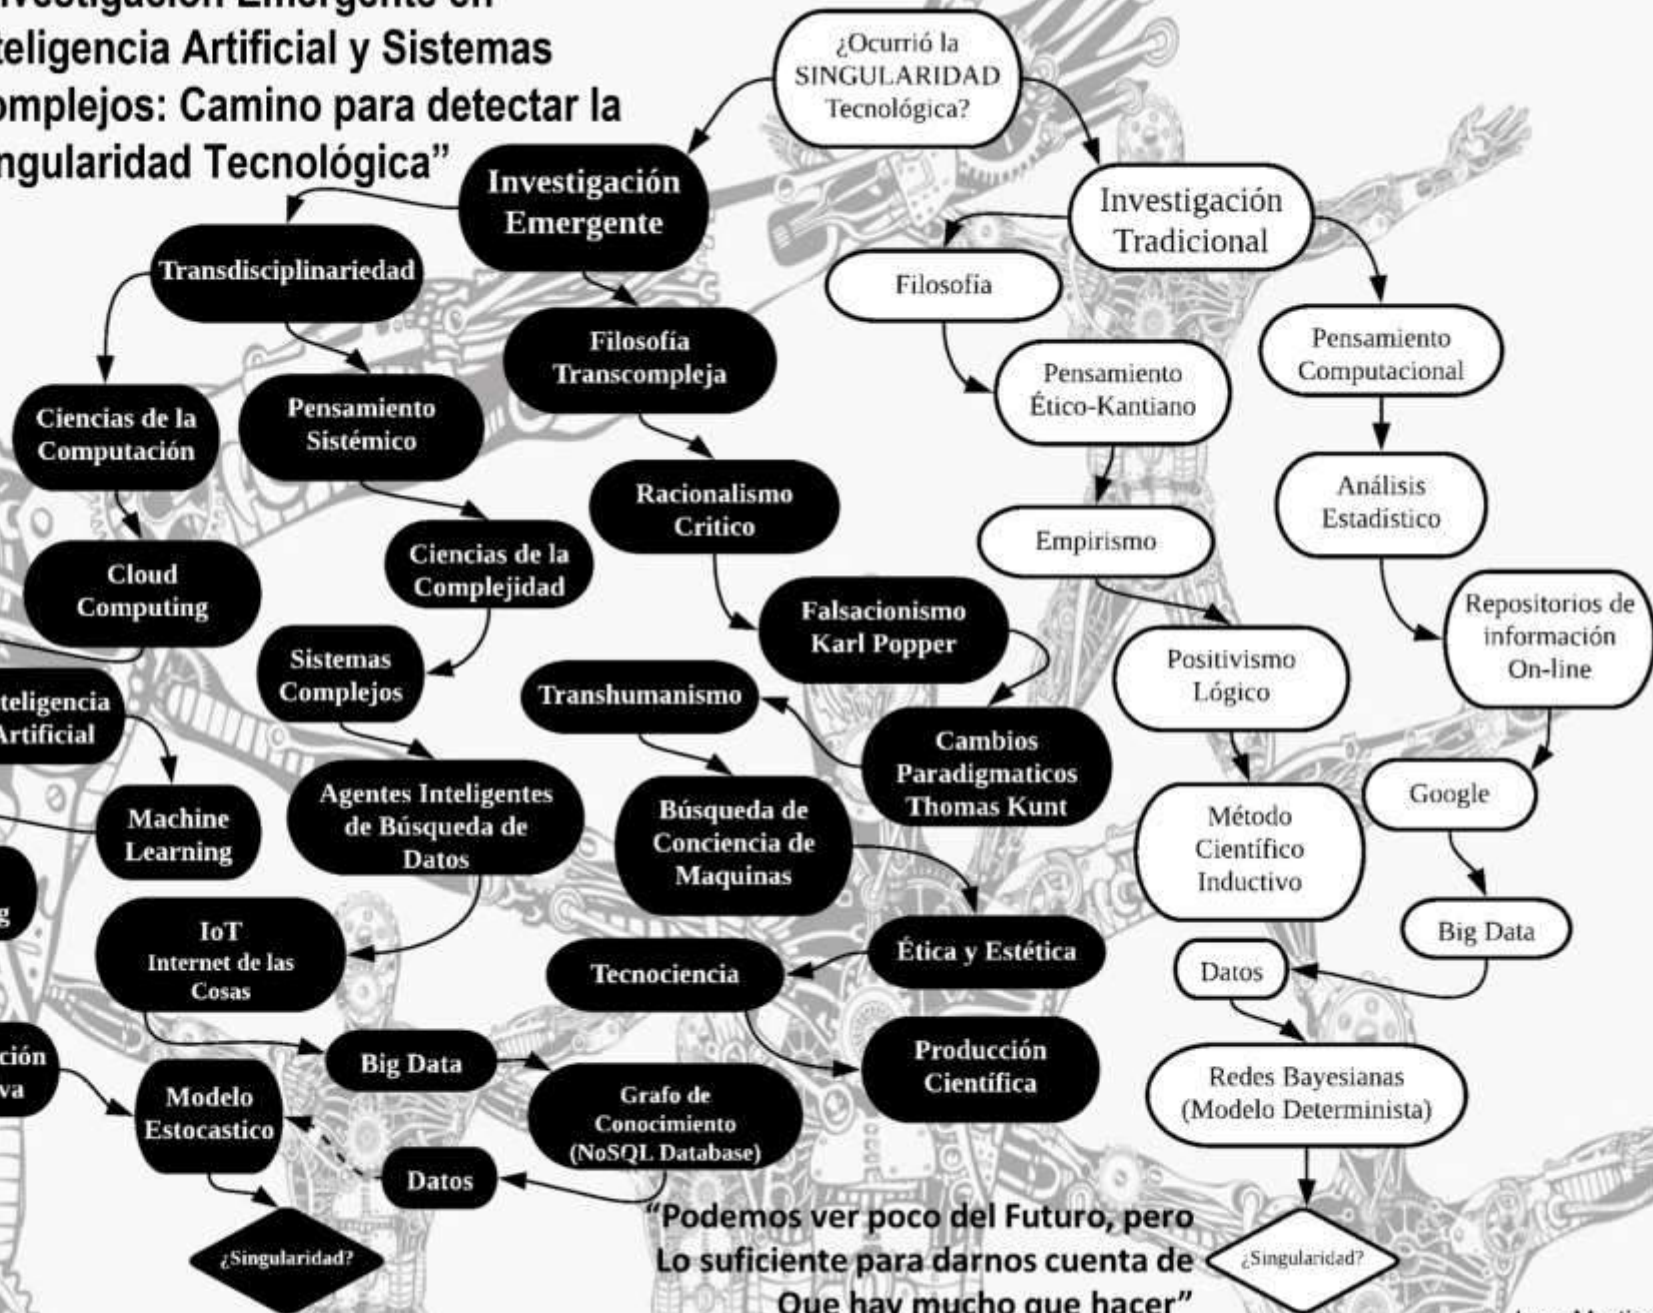 Emergente en
Inteligencia Artificial y Sistemas
Complejos: Camino para detectar la
Singularidad Tecnológica”
¿Ocurrió la
SINGULARIDAD
Tecnológica?
Investigación
Emergente
Transdisciplinariedad
Ciencias de la
Computación
Cloud
Computing
Inteligencia
Artificial
Machine
Learning
Pensamiento
Sistémico
Ciencias de la
Complejidad
Sistemas
Complejos
Agentes Inteligentes
de Búsqueda de
Datos
IoT
Internet de las
Cosas
Big Data
Grafo de
Conocimiento
(NoSQL Database)
Datos
Modelo
Estocastico
¿Singularidad?
Filosofía
Transcompleja
Racionalismo
Critico
Falsacionismo
Karl Popper
Cambios
Paradigmaticos
Thomas Kunt
Transhumanismo
Búsqueda de
Conciencia de
Maquinas
Ética y Estética
Tecnociencia
Producción
Científica
Investigación
Tradicional
Filosofía
Pensamiento
Ético-Kantiano
Empirismo
Positivismo
Lógico
Método
Científico
Inductivo
Pensamiento
Computacional
Análisis
Estadístico
Repositorios de
información
On-line
Google
Big Data
Datos
Redes Bayesianas
(Modelo Determinista)
¿Singularidad?
“Podemos ver poco del Futuro, pero
Lo suficiente para darnos cuenta de
Que hay mucho que hacer”